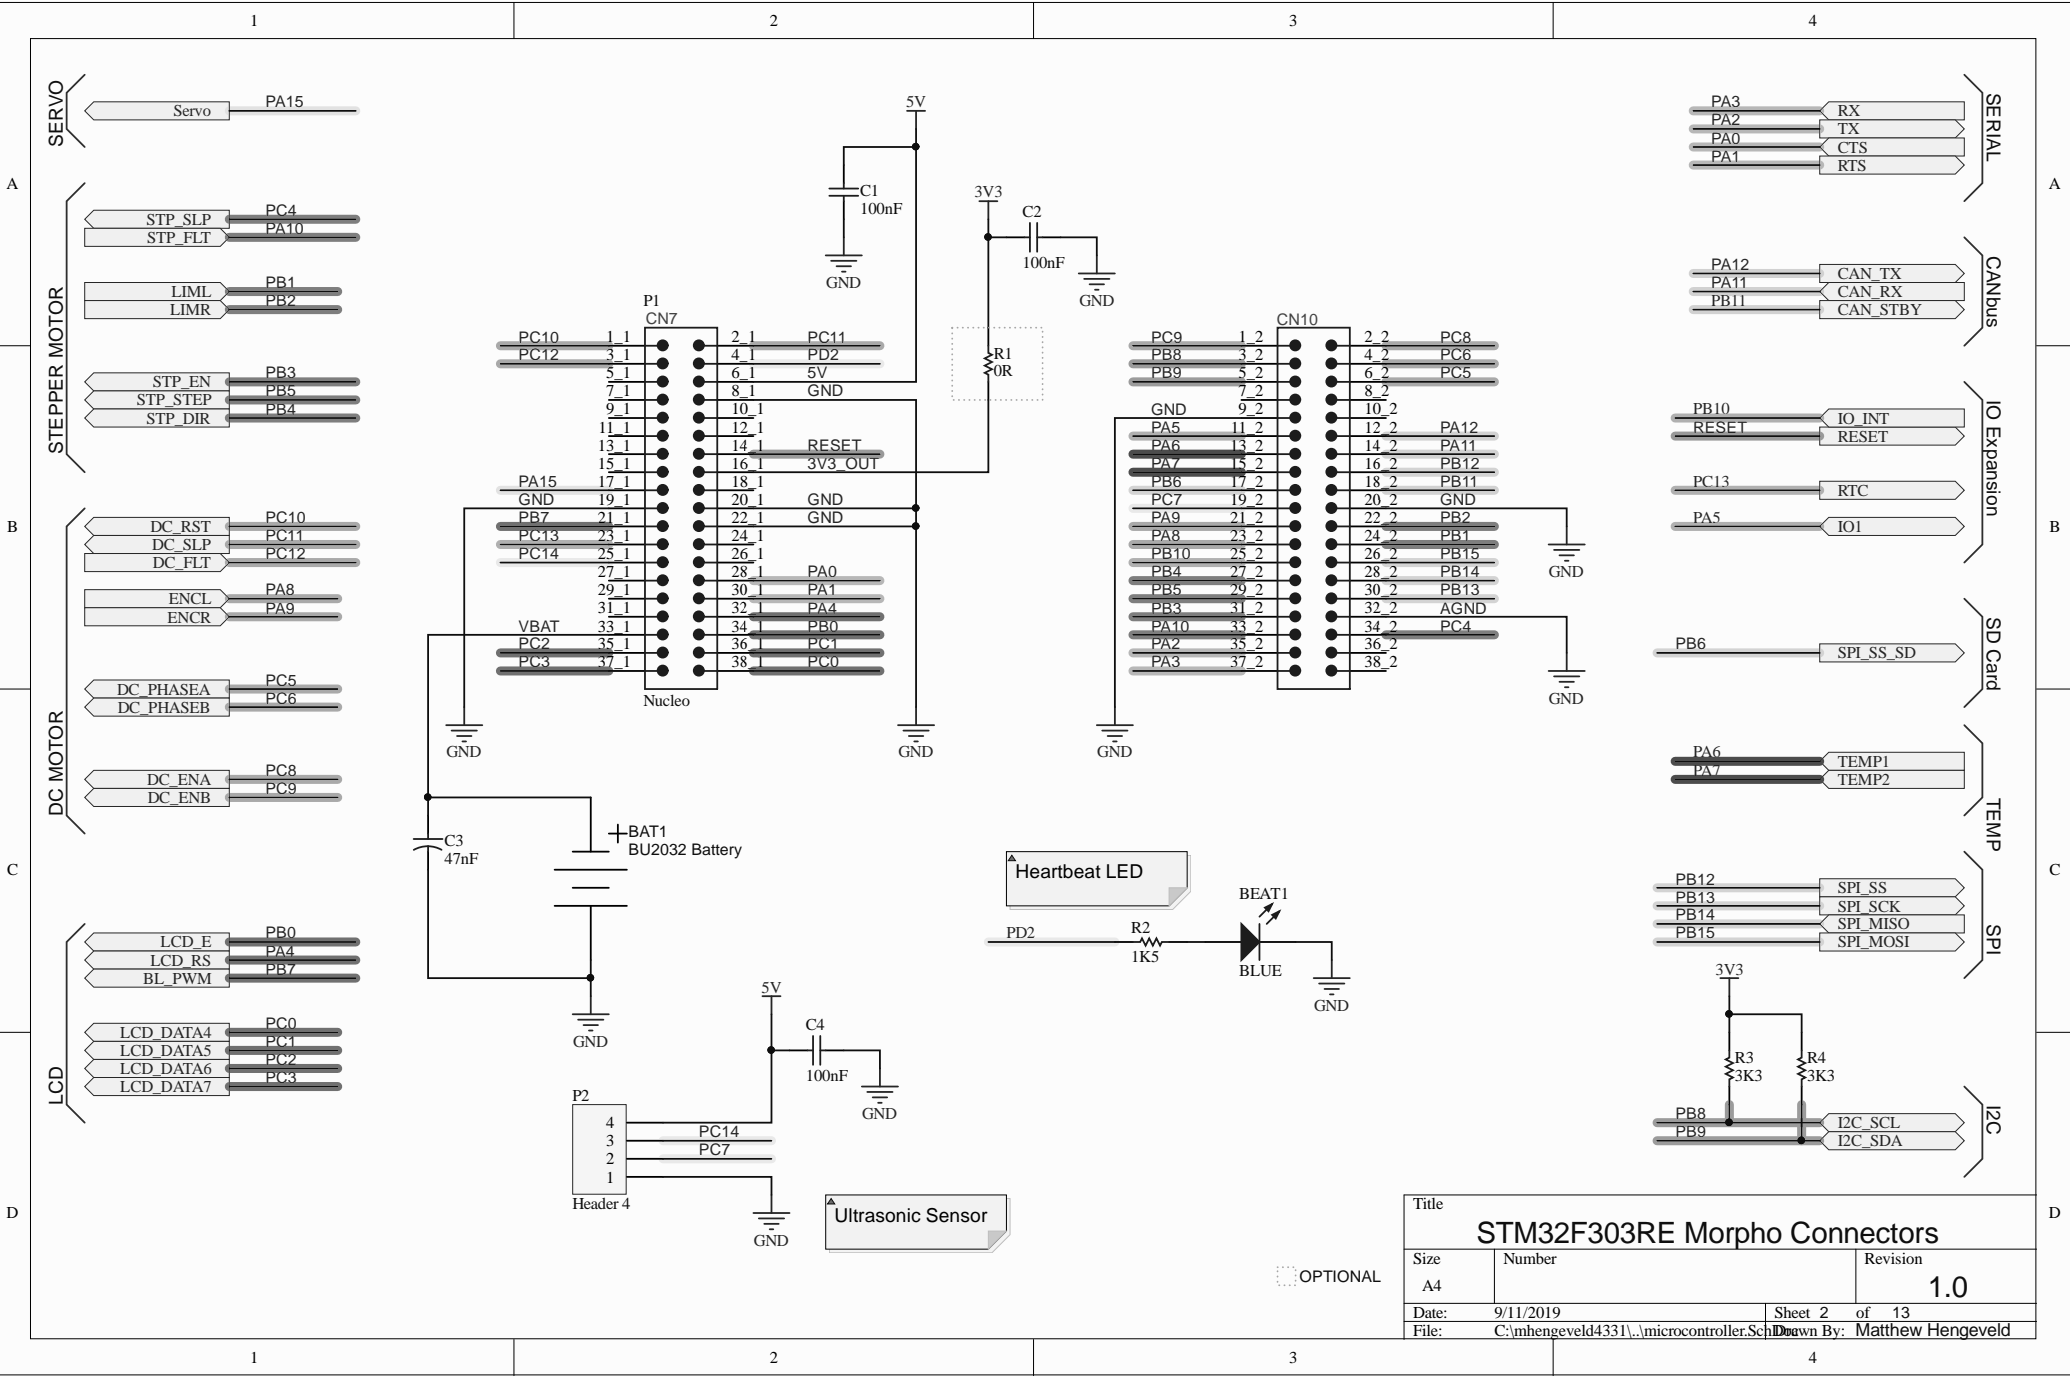 1 2 3 4
A A
B B
C C
D D
1 2 3 4
SERVO
Servo PA15
STEPPER MOTOR
STP_SLP PC4
STP_FLT PA10
LIML PB1
LIMR PB2
STP_EN PB3
STP_STEP PB5
STP_DIR PB4
DC MOTOR
DC_RST PC10
DC_SLP PC11
DC_FLT PC12
ENCL PA8
ENCR PA9
DC_PHASEA PC5
DC_PHASEB PC6
DC_ENA PC8
DC_ENB PC9
LCD
LCD_E PB0
LCD_RS PA4
BL_PWM PB7
LCD_DATA4 PC0
LCD_DATA5 PC1
LCD_DATA6 PC2
LCD_DATA7 PC3
5V
C1
100nF
GND
3V3
C2
100nF
GND
R1
0R
P1
CN7
PC10 1_1 2_1 PC11
PC12 3_1 4_1 PD2
5_1 6_1 5V
7_1 8_1 GND
9_1 10_1
11_1 12_1
13_1 14_1 RESET
15_1 16_1 3V3_OUT
PA15 17_1 18_1
GND 19_1 20_1 GND
PB7 21_1 22_1 GND
PC13 23_1 24_1
PC14 25_1 26_1
27_1 28_1 PA0
29_1 30_1 PA1
31_1 32_1 PA4
VBAT 33_1 34_1 PB0
PC2 35_1 36_1 PC1
PC3 37_1 38_1 PC0
Nucleo
GND
GND
CN10
PC9 1_2 2_2 PC8
PB8 3_2 4_2 PC6
PB9 5_2 6_2 PC5
7_2 8_2
GND 9_2 10_2
PA5 11_2 12_2 PA12
PA6 13_2 14_2 PA11
PA7 15_2 16_2 PB12
PB6 17_2 18_2 PB11
PC7 19_2 20_2 GND
PA9 21_2 22_2 PB2
PA8 23_2 24_2 PB1
PB10 25_2 26_2 PB15
PB4 27_2 28_2 PB14
PB5 29_2 30_2 PB13
PB3 31_2 32_2 AGND
PA10 33_2 34_2 PC4
PA2 35_2 36_2
PA3 37_2 38_2
GND
GND
GND
C3
47nF
BAT1
BU2032 Battery
GND
Heartbeat LED
PD2
R2
1K5
BEAT1
BLUE
GND
5V
C4
100nF
GND
P2
4
3 PC14
2 PC7
1
Header 4
GND
Ultrasonic Sensor
SERIAL
PA3 RX
PA2 TX
PA0 CTS
PA1 RTS
CANbus
PA12 CAN_TX
PA11 CAN_RX
PB11 CAN_STBY
IO Expansion
PB10 IO_INT
RESET RESET
PC13 RTC
PA5 IO1
SD Card
PB6 SPI_SS_SD
TEMP
PA6 TEMP1
PA7 TEMP2
SPI
PB12 SPI_SS
PB13 SPI_SCK
PB14 SPI_MISO
PB15 SPI_MOSI
3V3
R3
3K3
R4
3K3
I2C
PB8 I2C_SCL
PB9 I2C_SDA
OPTIONAL
Title
STM32F303RE Morpho Connectors
Size Number Revision
A4 1.0
Date: 9/11/2019 Sheet 2 of 13
File: C:\mhengeveld4331\..\microcontroller.SchDoc Drawn By: Matthew Hengeveld